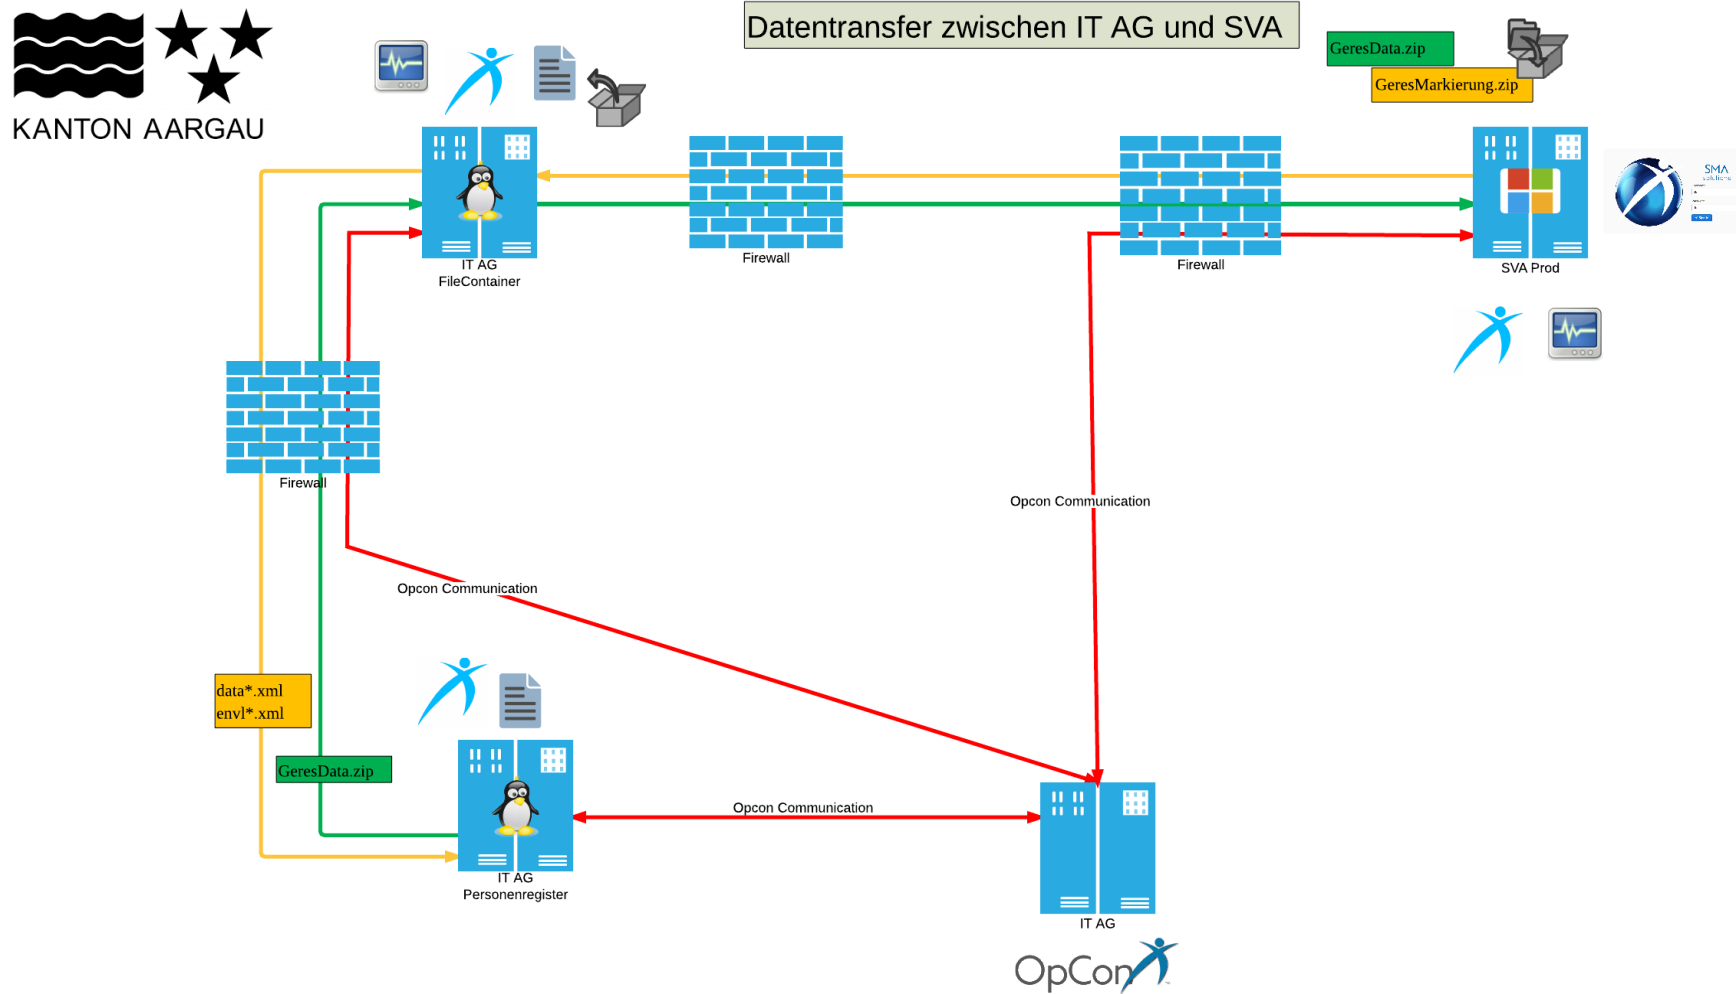 Datentransfer zwischen IT AG und SVA
KANTON AARGAU
GeresData.zip
GeresMarkierung.zip
SMA
solutions
IT AG
FileContainer
Firewall
Firewall
SVA Prod
Firewall
Opcon Communication
Opcon Communication
data*.xml
envl*.xml
GeresData.zip
Opcon Communication
IT AG
Personenregister
IT AG
OpCon